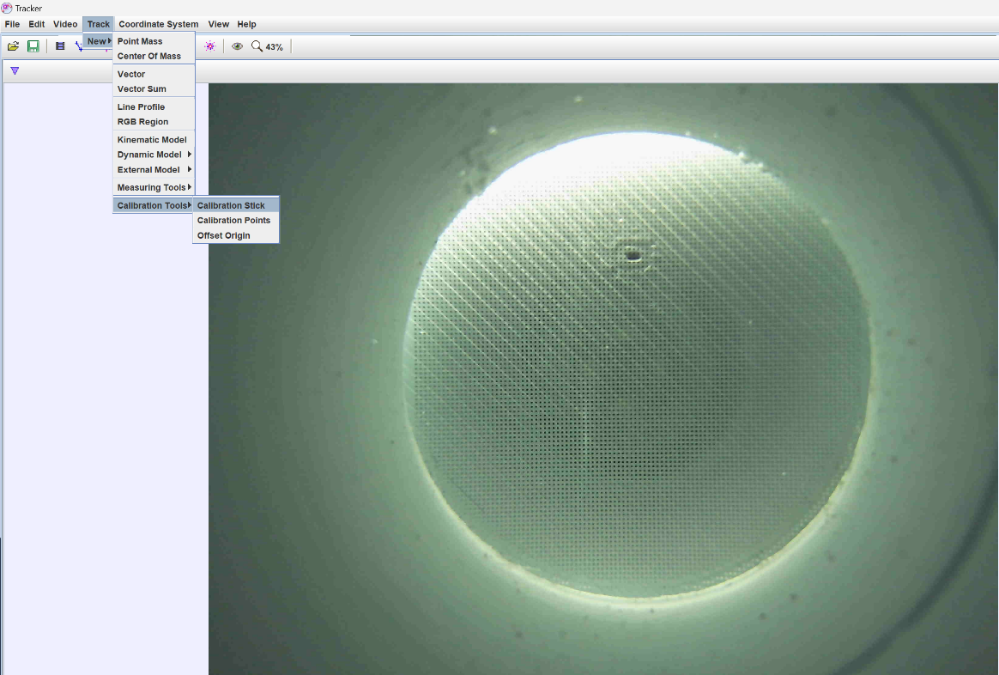 Tracker
File Edit Video Track Coordinate System View Help
New
43%
Point Mass
Center Of Mass
Vector
Vector Sum
Line Profile
RGB Region
Kinematic Model
Dynamic Model
External Model
Measuring Tools
Calibration Tools
Calibration Stick
Calibration Points
Offset Origin